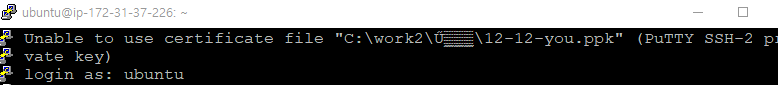 ubuntu@ip-172-31-37-226: ~
Unable to use certificate file "C:\work2\Ű▒▒▒\12-12-you.ppk" (PuTTY SSH-2 pri
vate key)
login as: ubuntu